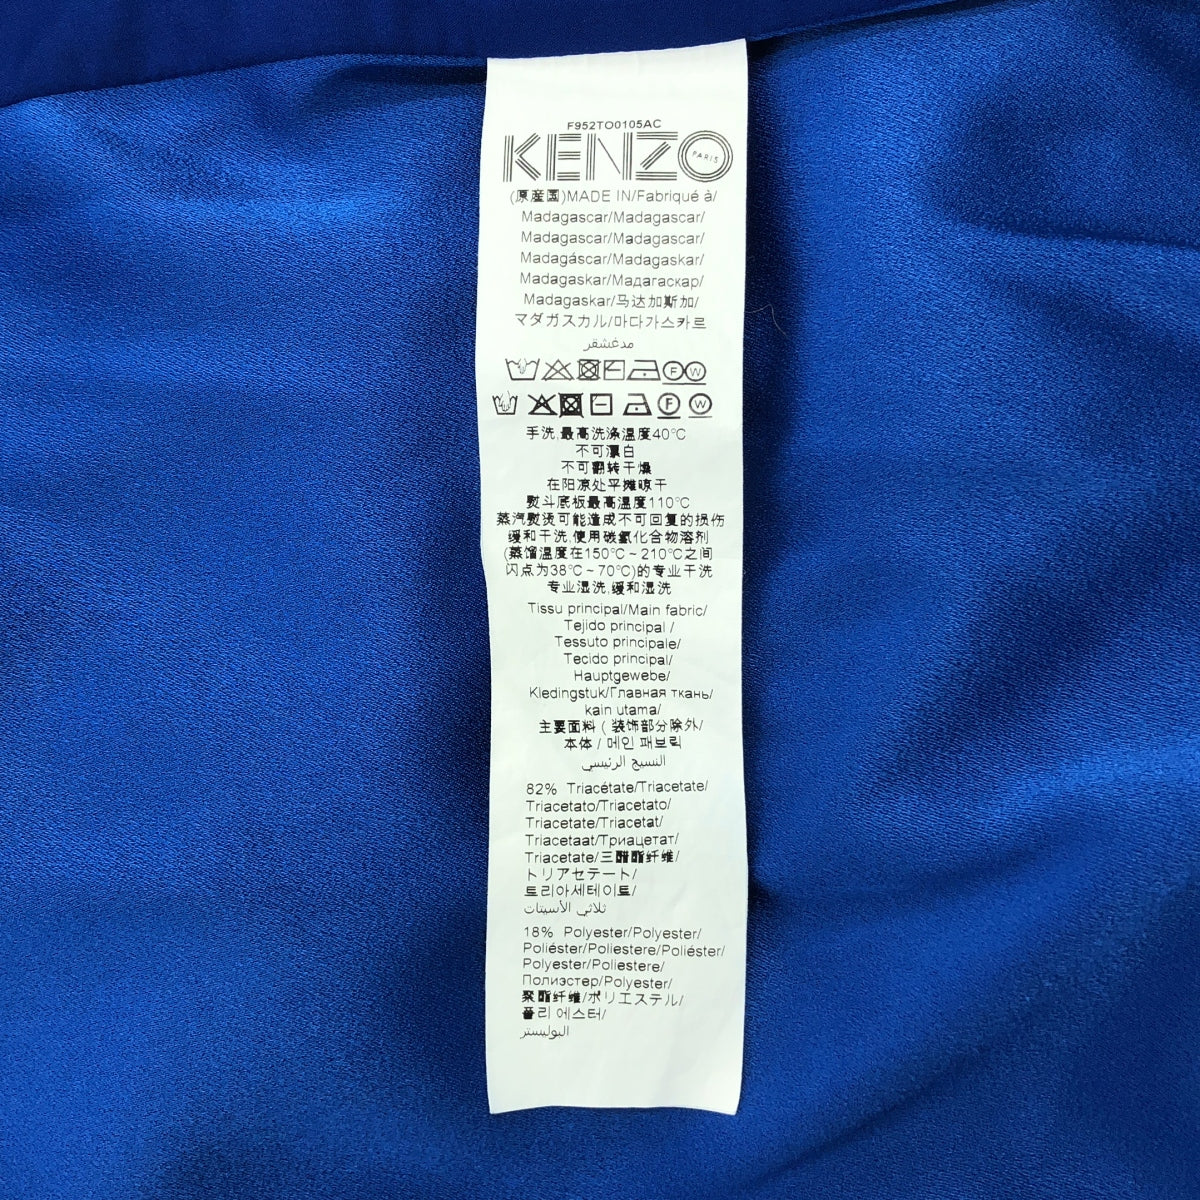 F952TO0105AC
KENZO PARIS
(原産国)MADE IN/Fabriqué à/
Madagascar/Madagascar/
Madagascar/Madagascar/
Madagáscar/Madagaskar/
Madagaskar/Мадагаскар/
Madagaskar/马达加斯加/
マダガスカル/마다가스카르
مدغشقر
F W
F W
手洗,最高洗涤温度40°C
不可漂白
不可翻转干燥
在阳凉处平摊晾干
熨斗底板最高温度110°C
蒸汽熨烫可能造成不可回复的损伤
缓和干洗,使用碳氢化合物溶剂
(蒸馏温度在150°C~210°C之间
闪点为38°C~70°C)的专业干洗
专业湿洗,缓和湿洗
Tissu principal/Main fabric/
Tejido principal /
Tessuto principale/
Tecido principal/
Hauptgewebe/
Kledingstuk/Главная ткань/
kain utama/
主要面料 ( 装饰部分除外/
本体 / 메인 패브릭
النسيج الرئيسي
82% Triacétate/Triacetate/
Triacetato/Triacetato/
Triacetate/Triacetat/
Triacetaat/Триацетат/
Triacetate/三醋酯纤维/
トリアセテート/
트리아세테이트/
ثلاثي الأسيتات
18% Polyester/Polyester/
Poliéster/Poliestere/Poliéster/
Polyester/Poliestere/
Полиэстер/Polyester/
聚酯纤维/ポリエステル/
폴리 에스터/
البوليستر